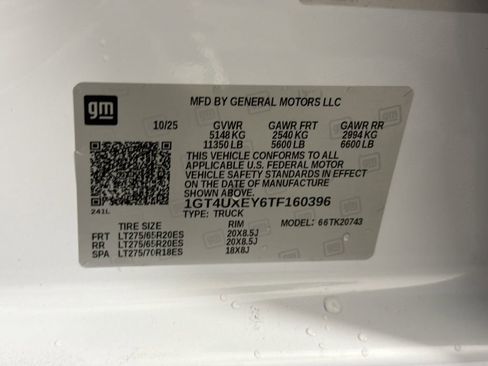 gm
MFD BY GENERAL MOTORS LLC
10/25 GVWR GAWR FRT GAWR RR
5148 KG 2540 KG 2994 KG
11350 LB 5600 LB 6600 LB
THIS VEHICLE CONFORMS TO ALL
APPLICABLE U.S. FEDERAL MOTOR
VEHICLE SAFETY STANDARDS IN EFFECT
ON THE DATE OF MANUFACTURE
SHOWN ABOVE.
1GT4UXEY6TF160396
241L TYPE: TRUCK MODEL: 66TK20743
TIRE SIZE RIM
FRT LT275/65R20ES 20X8.5J
RR LT275/65R20ES 20X8.5J
SPA LT275/70R18ES 18X8J